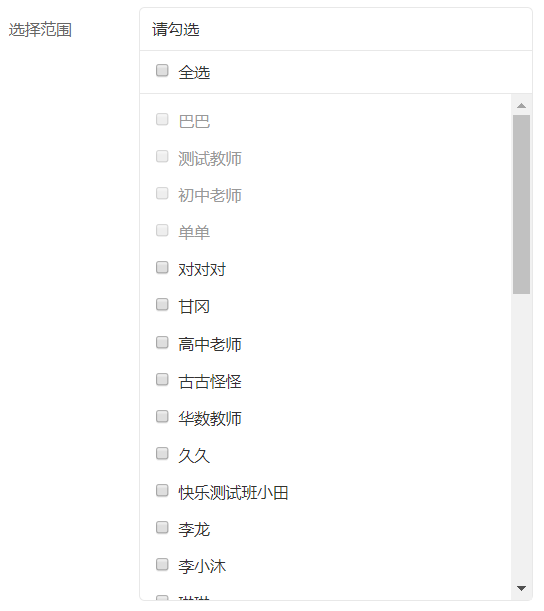 选择范围
请勾选
全选
巴巴
测试教师
初中老师
单单
对对对
甘冈
高中老师
古古怪怪
华数教师
久久
快乐测试班小田
李龙
李小沐